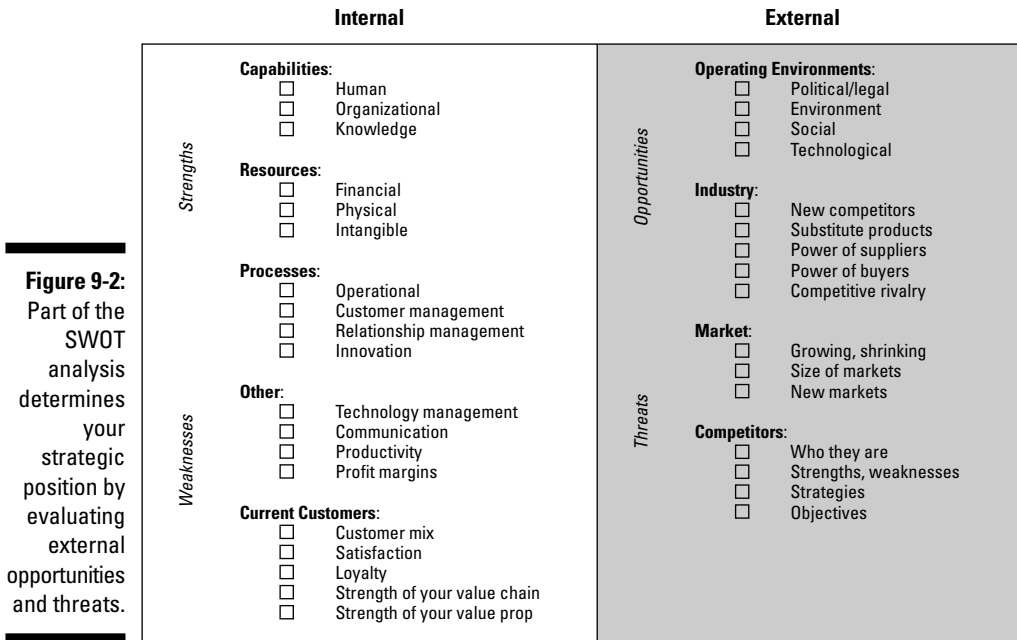 Internal
External
Figure 9-2:
Part of the
SWOT
analysis
determines
your
strategic
position by
evaluating
external
opportunities
and threats.
Strengths
Weaknesses
Capabilities:
Human
Organizational
Knowledge
Resources:
Financial
Physical
Intangible
Processes:
Operational
Customer management
Relationship management
Innovation
Other:
Technology management
Communication
Productivity
Profit margins
Current Customers:
Customer mix
Satisfaction
Loyalty
Strength of your value chain
Strength of your value prop
Opportunities
Threats
Operating Environments:
Political/legal
Environment
Social
Technological
Industry:
New competitors
Substitute products
Power of suppliers
Power of buyers
Competitive rivalry
Market:
Growing, shrinking
Size of markets
New markets
Competitors:
Who they are
Strengths, weaknesses
Strategies
Objectives